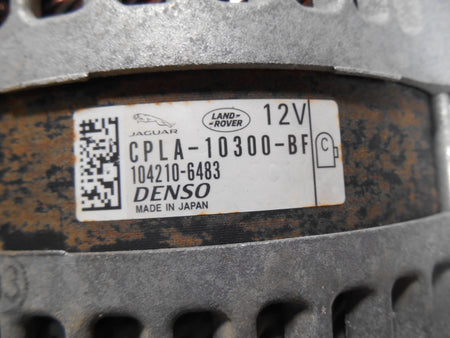 JAGUAR
LAND-
ROVER
12V
CPLA-10300-BF
C
104210-6483
DENSO
MADE IN JAPAN